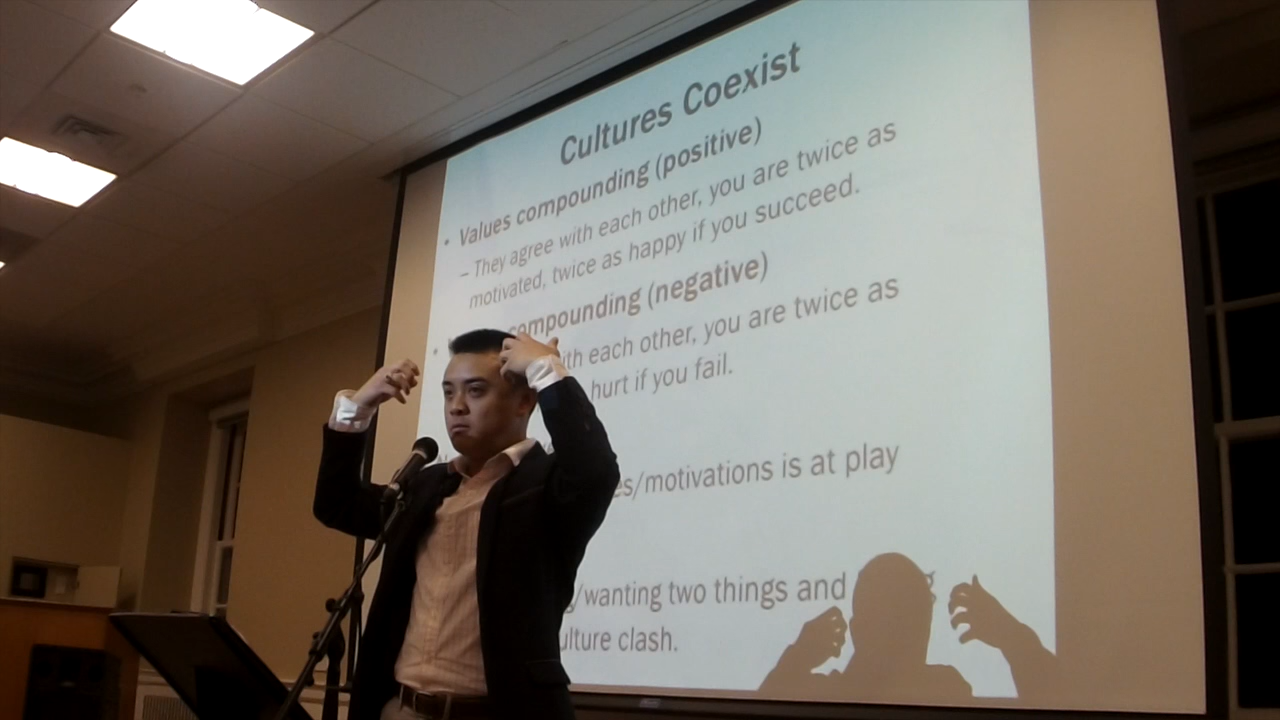 Cultures Coexist
• Values compounding (positive)
– They agree with each other, you are twice as
motivated, twice as happy if you succeed.
• compounding (negative)
with each other, you are twice as
hurt if you fail.
/motivations is at play
/wanting two things and
culture clash.